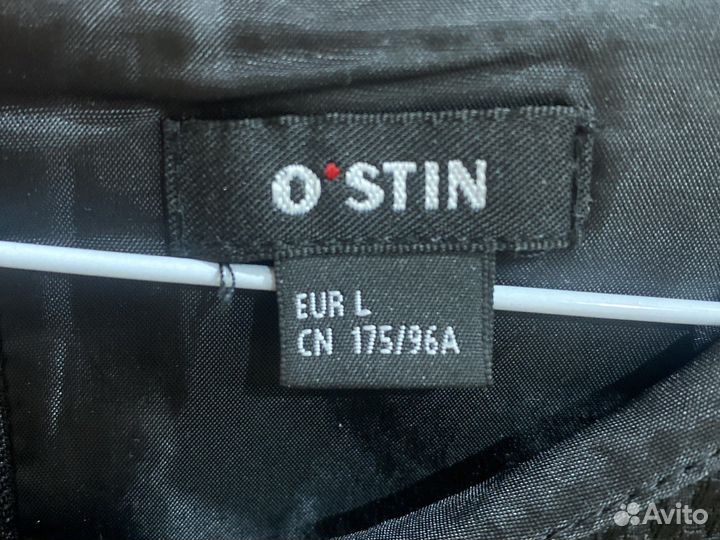 O'STIN
EUR L
CN 175/96A
Avito